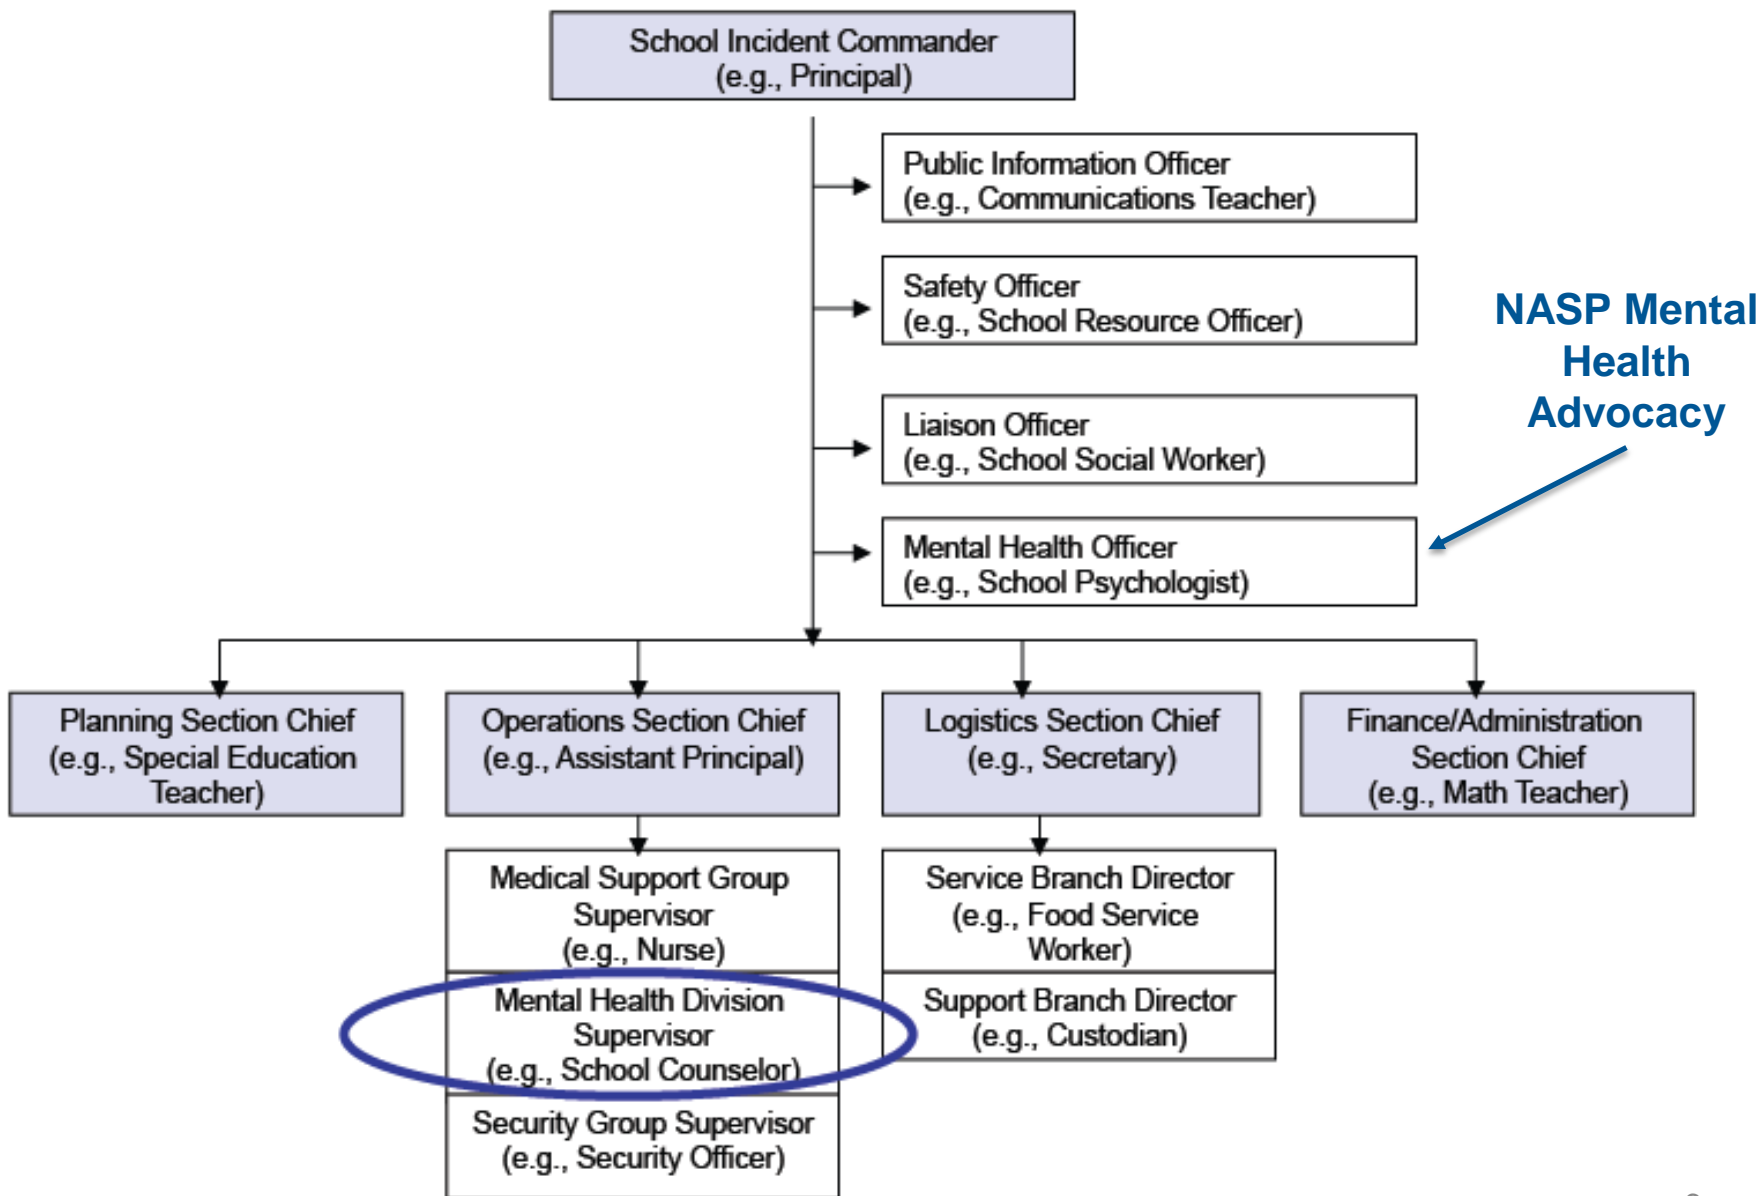 School Incident Commander
(e.g., Principal)
Public Information Officer
(e.g., Communications Teacher)
Safety Officer
(e.g., School Resource Officer)
NASP Mental
Health
Advocacy
Liaison Officer
(e.g., School Social Worker)
Mental Health Officer
(e.g., School Psychologist)
Planning Section Chief
(e.g., Special Education
Teacher)
Operations Section Chief
(e.g., Assistant Principal)
Logistics Section Chief
(e.g., Secretary)
Finance/Administration
Section Chief
(e.g., Math Teacher)
Medical Support Group
Supervisor
(e.g., Nurse)
Mental Health Division
Supervisor
(e.g., School Counselor)
Security Group Supervisor
(e.g., Security Officer)
Service Branch Director
(e.g., Food Service
Worker)
Support Branch Director
(e.g., Custodian)